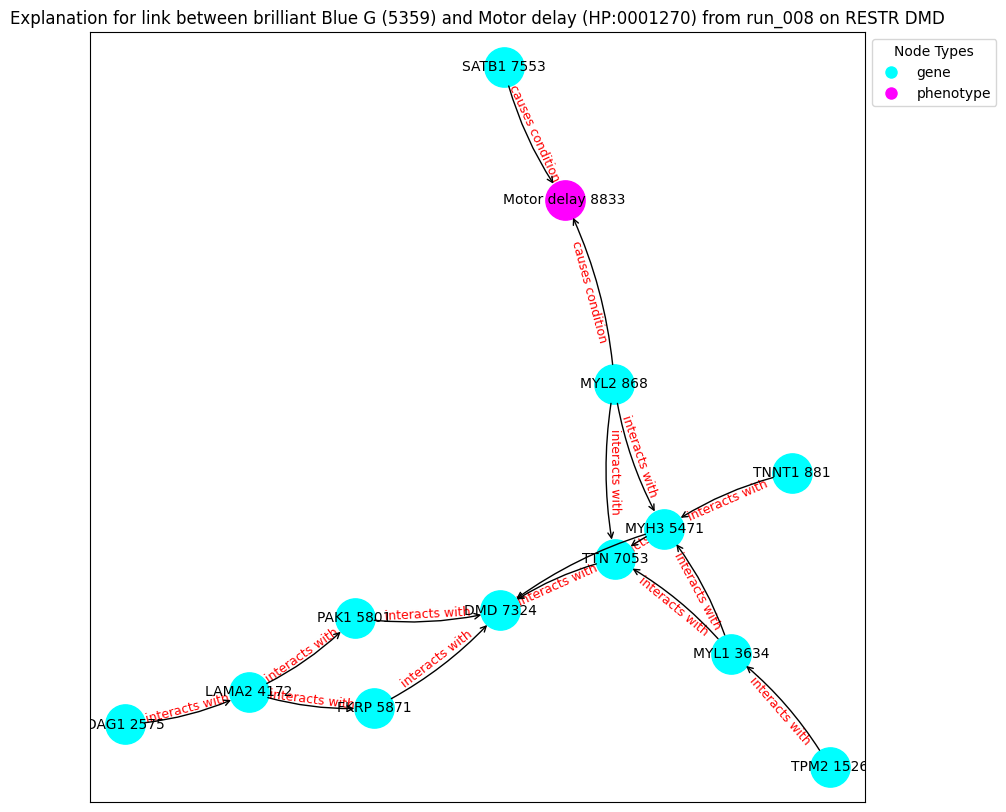 Explanation for link between brilliant Blue G (5359) and Motor delay (HP:0001270) from run_008 on RESTR DMD
Node Types
gene
phenotype
SATB1 7553
causes condition
Motor delay 8833
causes condition
MYL2 868
interacts with
interacts with
TNNT1 881
interacts with
MYH3 5471
TTN 7053
interacts with
interacts with
interacts with
DMD 7324
PAK1 5801
interacts with
interacts with
MYL1 3634
interacts with
LAMA2 4172
interacts with
FKRP 5871
interacts with
DAG1 2575
interacts with
TPM2 1526